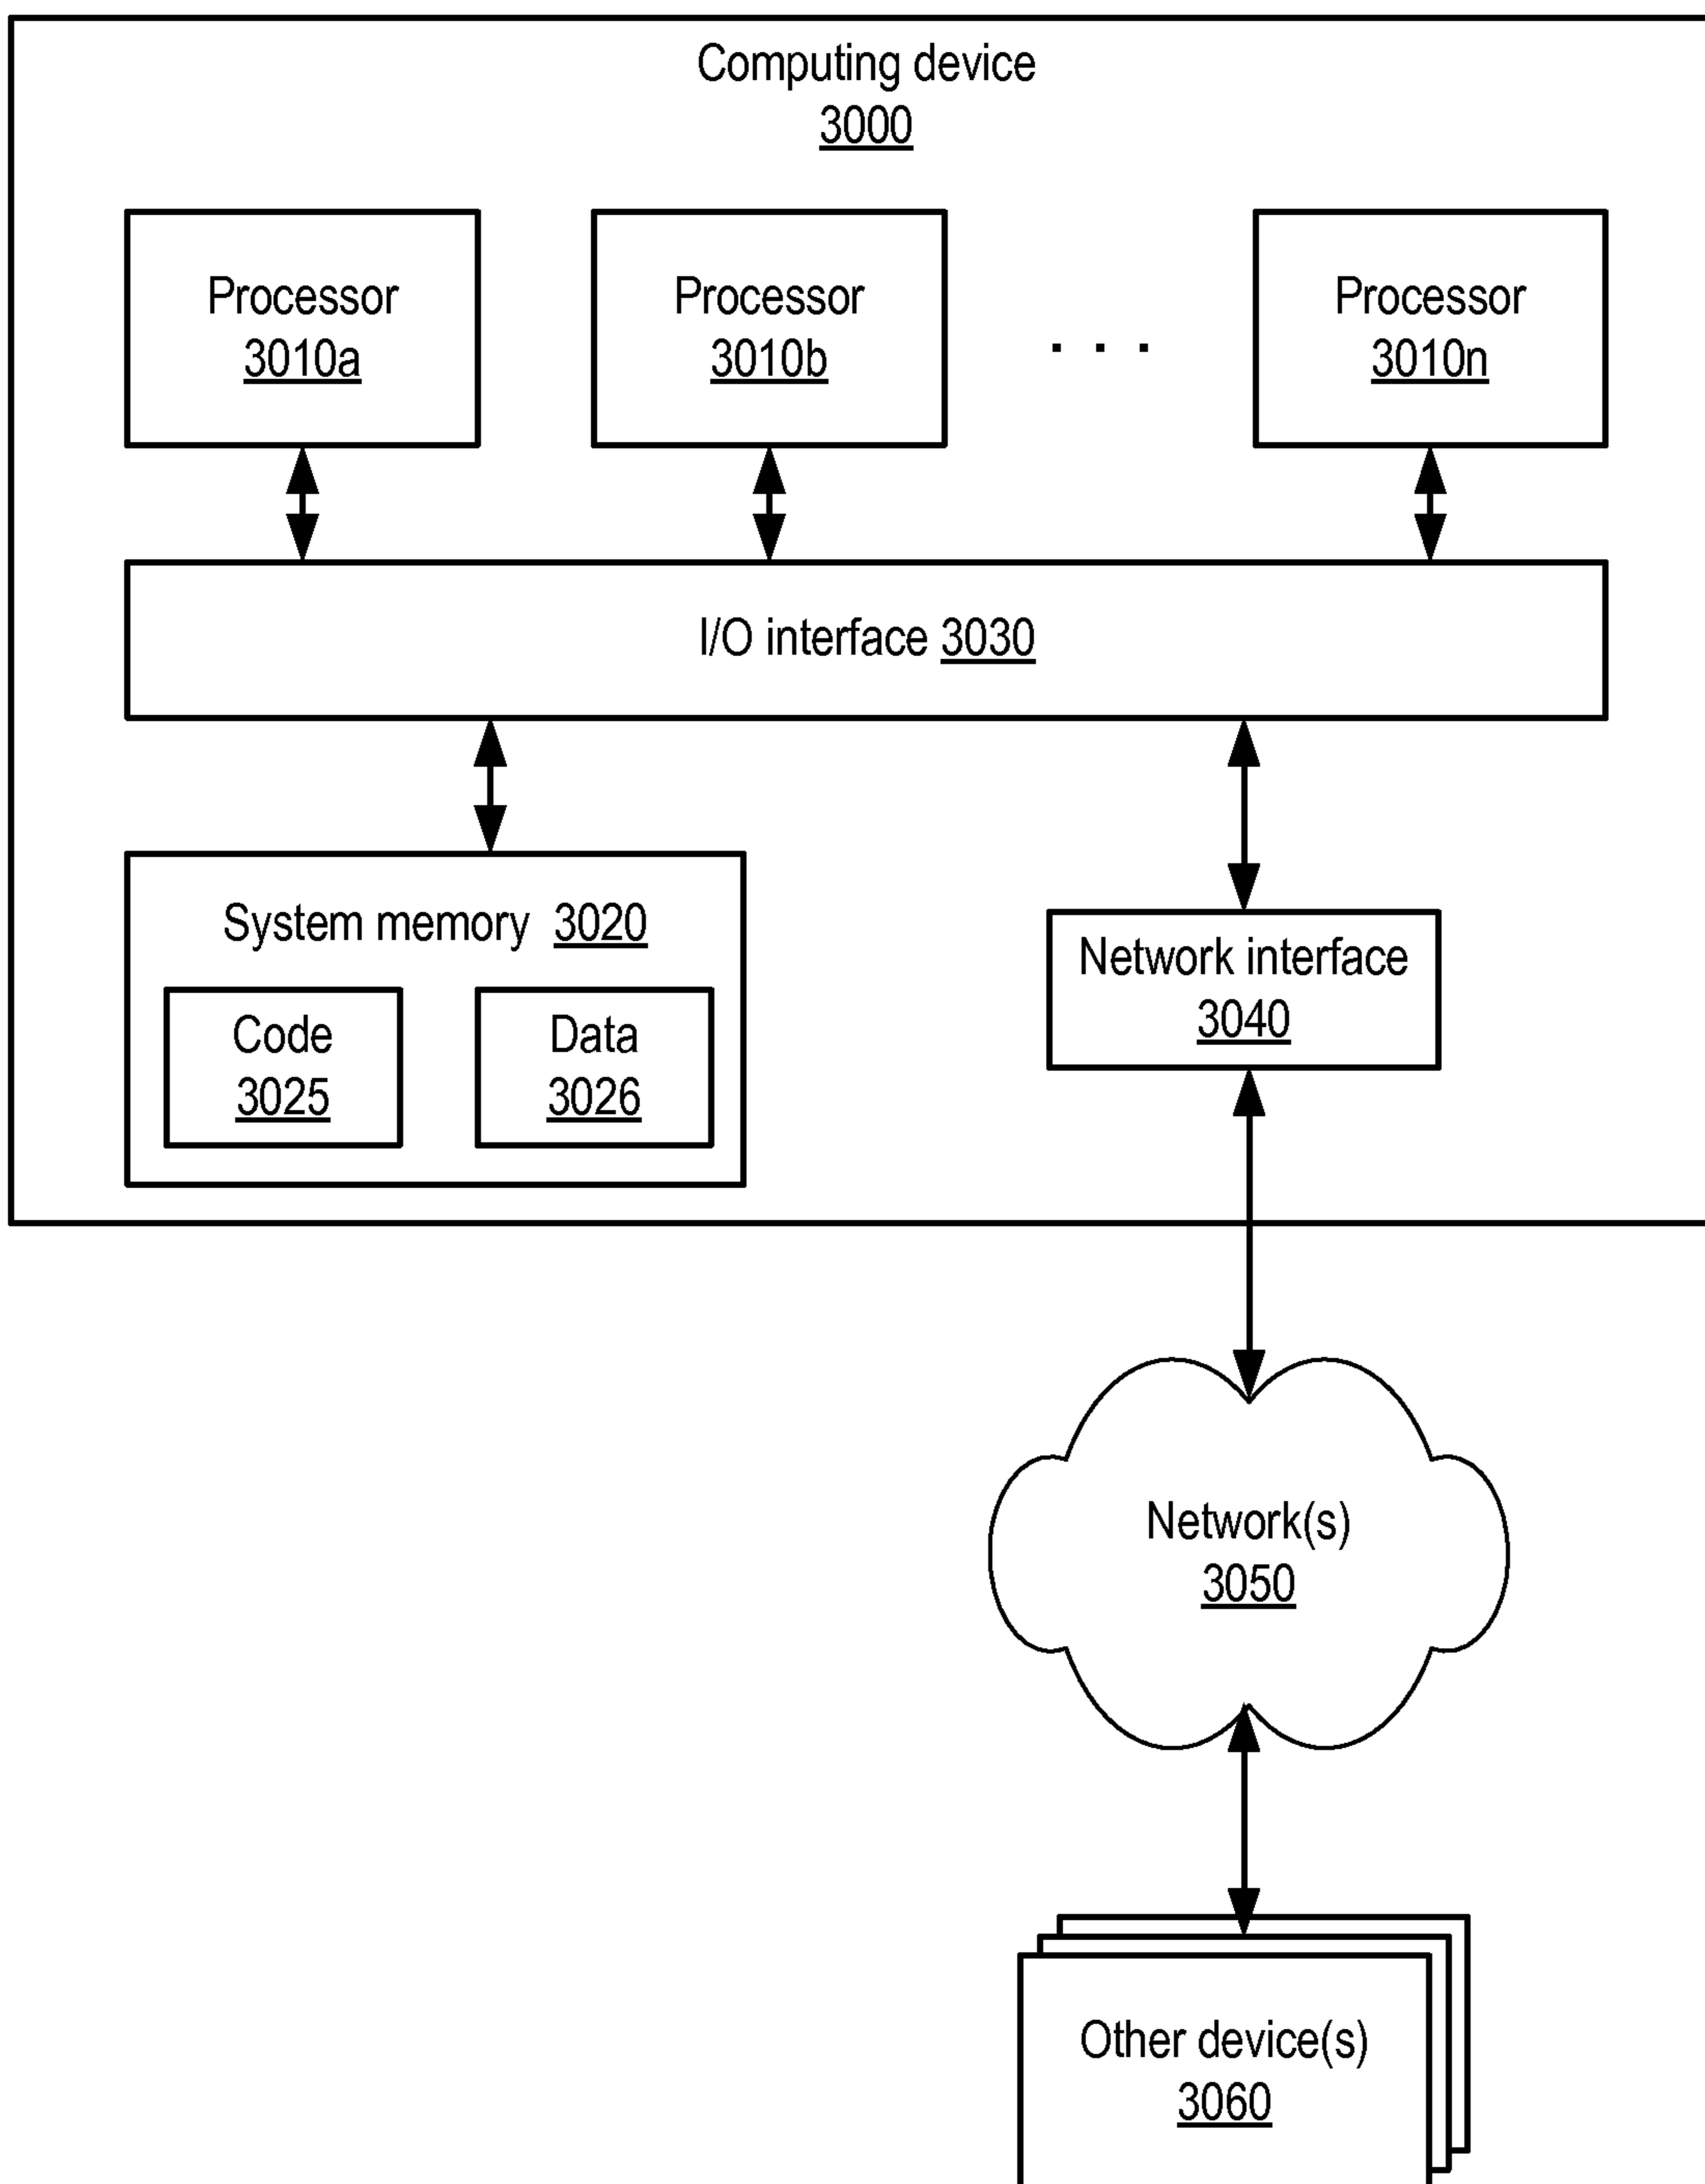 Computing device
3000
Processor
3010a
Processor
3010b
. . .
Processor
3010n
I/O interface 3030
System memory 3020
Code
3025
Data
3026
Network interface
3040
Network(s)
3050
Other device(s)
3060